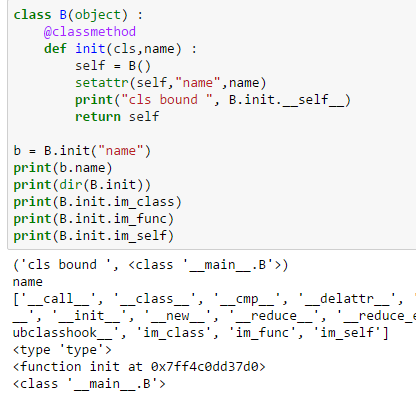 class B(object) :
    @classmethod
    def init(cls,name) :
        self = B()
        setattr(self,"name",name)
        print("cls bound ", B.init.__self__)
        return self

b = B.init("name")
print(b.name)
print(dir(B.init))
print(B.init.im_class)
print(B.init.im_func)
print(B.init.im_self)
('cls bound ', <class '__main__.B'>)
name
['__call__', '__class__', '__cmp__', '__delattr__', '
__', '__init__', '__new__', '__reduce__', '__reduce_e
ubclasshook__', 'im_class', 'im_func', 'im_self']
<type 'type'>
<function init at 0x7ff4c0dd37d0>
<class '__main__.B'>